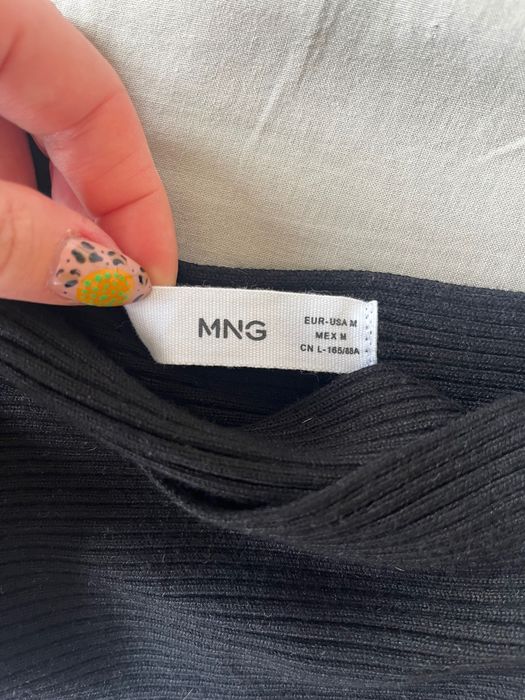 MNG
EUR-USA M
MEX M
CN L-165/88A